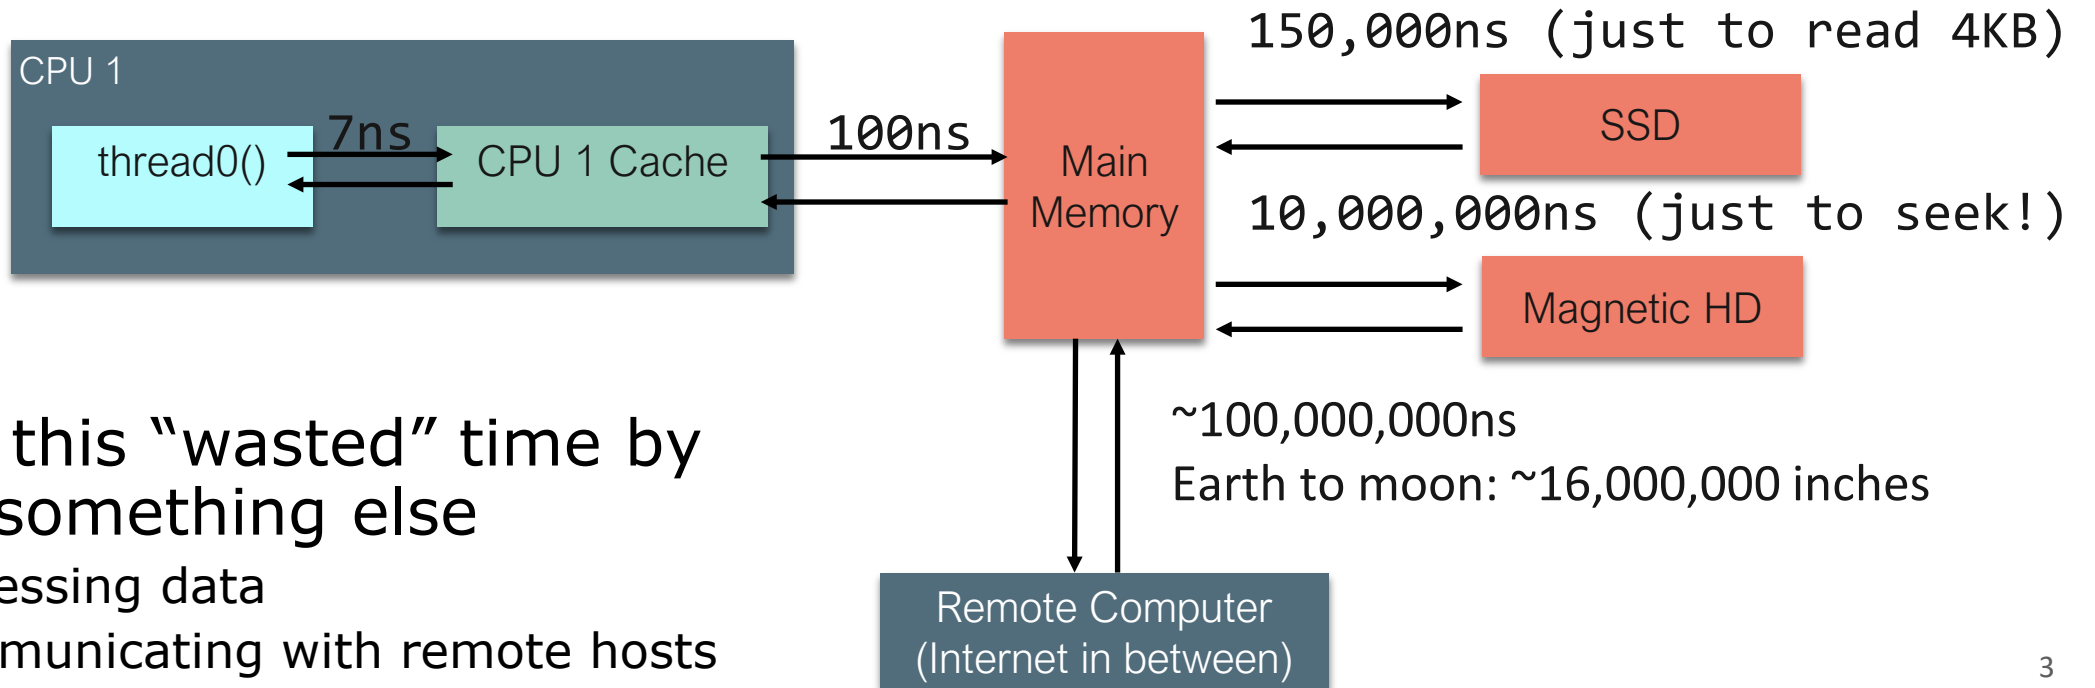 150,000ns (just to read 4KB)
CPU 1
thread0()
7ns
CPU 1 Cache
100ns
Main
Memory
SSD
10,000,000ns (just to seek!)
Magnetic HD
~100,000,000ns
Earth to moon: ~16,000,000 inches
this “wasted” time by
something else
essing data
municating with remote hosts
Remote Computer
(Internet in between)
3